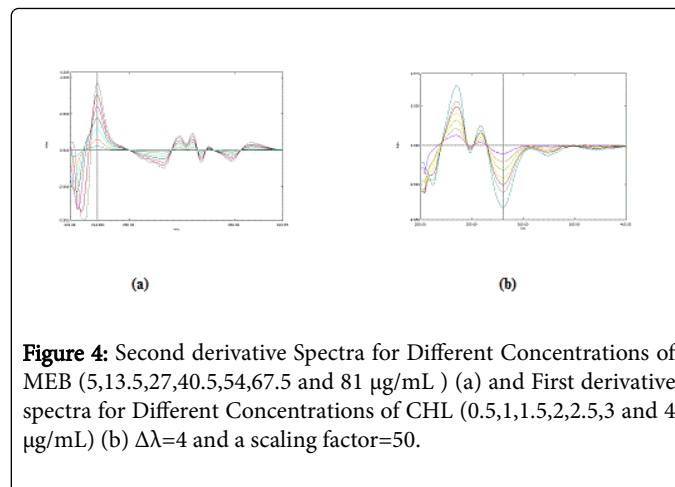 (a)
(b)
Figure 4: Second derivative Spectra for Different Concentrations of
MEB (5,13.5,27,40.5,54,67.5 and 81 µg/mL ) (a) and First derivative
spectra for Different Concentrations of CHL (0.5,1,1.5,2,2.5,3 and 4
µg/mL) (b) Δλ=4 and a scaling factor=50.